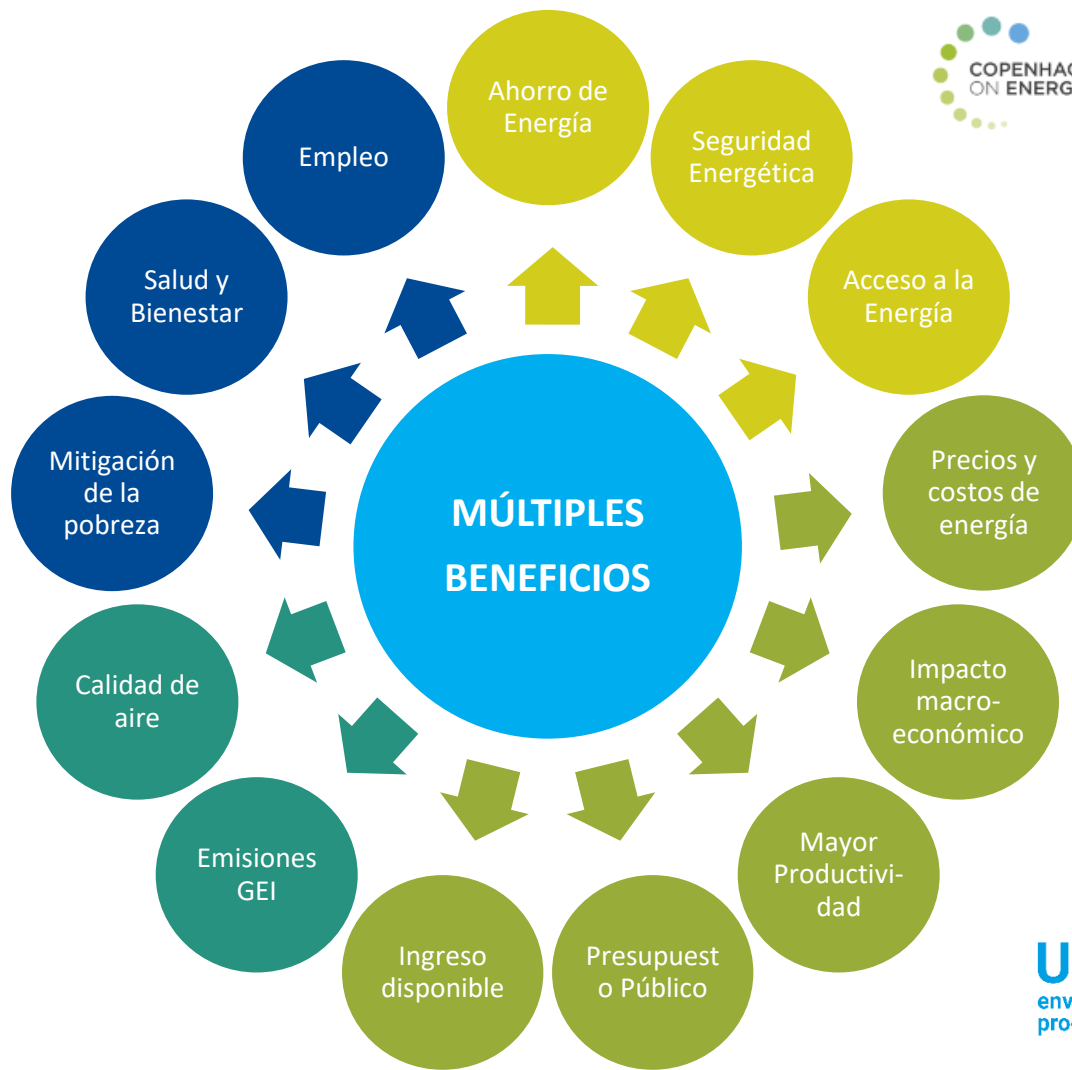 Ahorro de
Energía
Seguridad
Energética
Acceso a la
Energía
Precios y
costos de
energía
Impacto
macro-
económico
Mayor
Productivi-
dad
Presupuest
o Público
Ingreso
disponible
Emisiones
GEI
Calidad de
aire
Mitigación
de la
pobreza
Salud y
Bienestar
Empleo
MÚLTIPLES
BENEFICIOS
ON